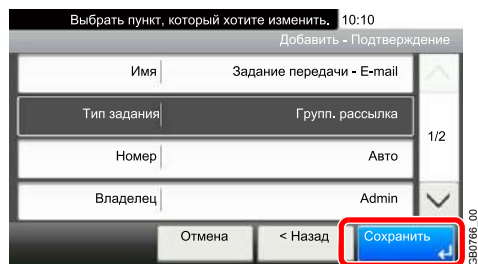 Выбрать пункт, который хотите изменить. 10:10
Добавить - Подтверждение
Имя Задание передачи - E-mail
Тип задания Групп. рассылка
1/2
Номер Авто
Владелец Admin
Отмена < Назад Сохранить
GB0766_00